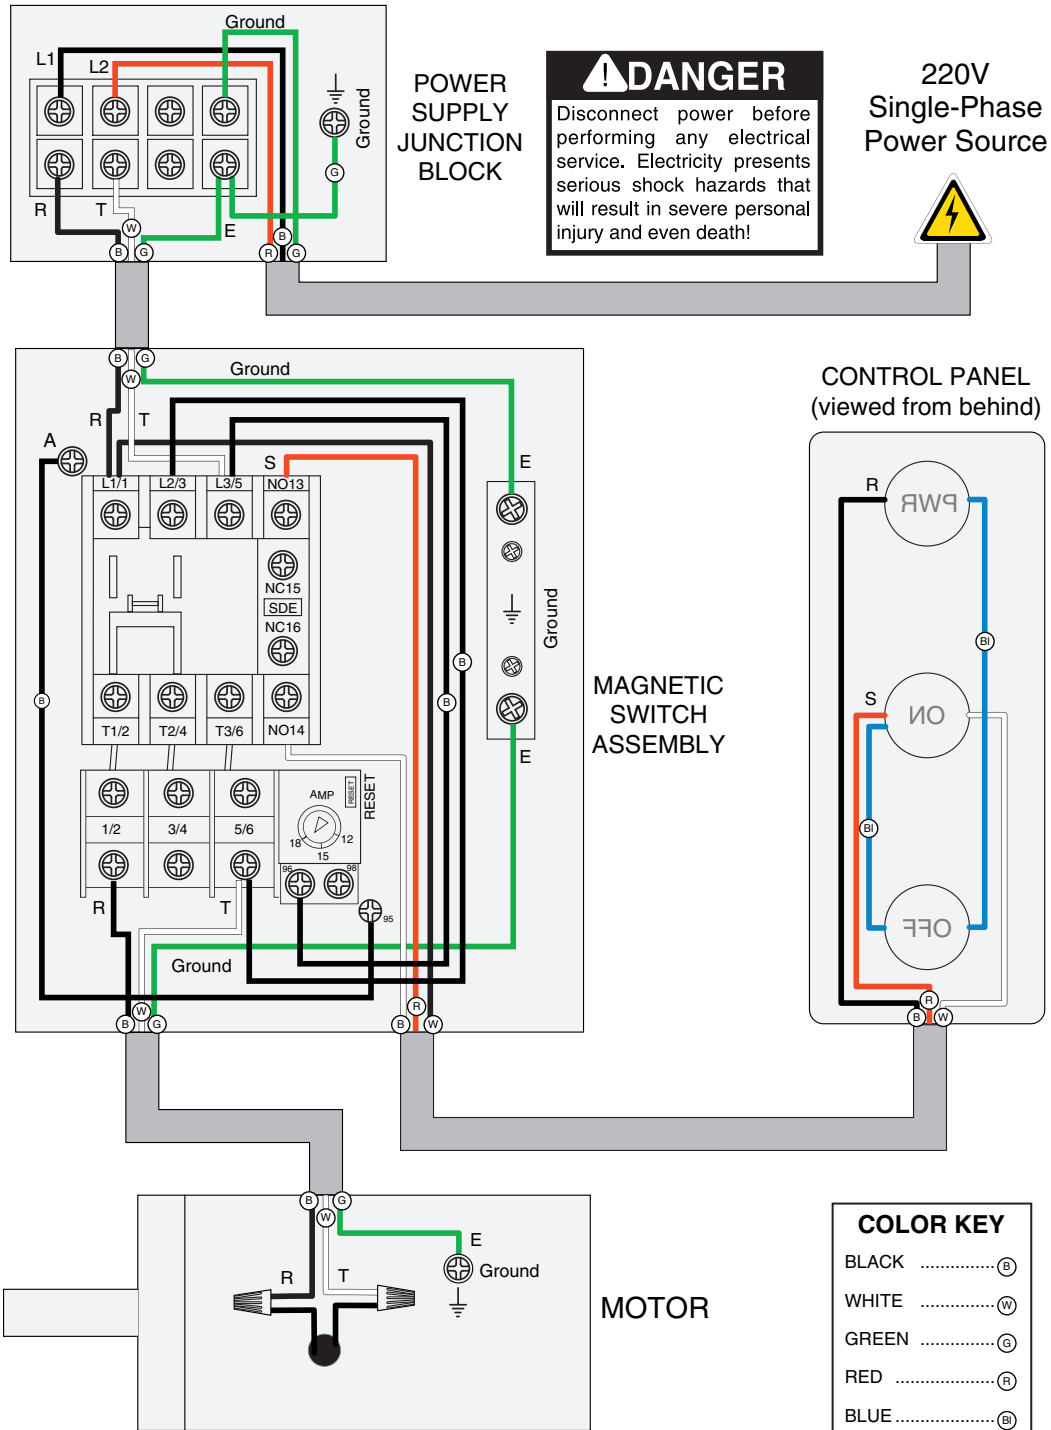 Ground
L1
L2
Ground
G
R
T
W
E
B
B
G
R
G
POWER
SUPPLY
JUNCTION
BLOCK
DANGER
Disconnect power before
performing any electrical
service. Electricity presents
serious shock hazards that
will result in severe personal
injury and even death!
220V
Single-Phase
Power Source
B
G
W
Ground
R
T
A
S
E
L1/1
L2/3
L3/5
NO13
NC15
SDE
NC16
Ground
B
B
B
T1/2
T2/4
T3/6
NO14
E
MAGNETIC
SWITCH
ASSEMBLY
AMP
RESET
RESET
18
12
15
1/2
3/4
5/6
96
98
95
R
T
Ground
W
B
G
R
B
W
CONTROL PANEL
(viewed from behind)
R
PWR
Bl
S
ON
Bl
OFF
R
B
W
B
G
W
E
R
T
Ground
MOTOR
COLOR KEY
BLACK ............... B
WHITE ............... W
GREEN ............... G
RED .................... R
BLUE .................... Bl